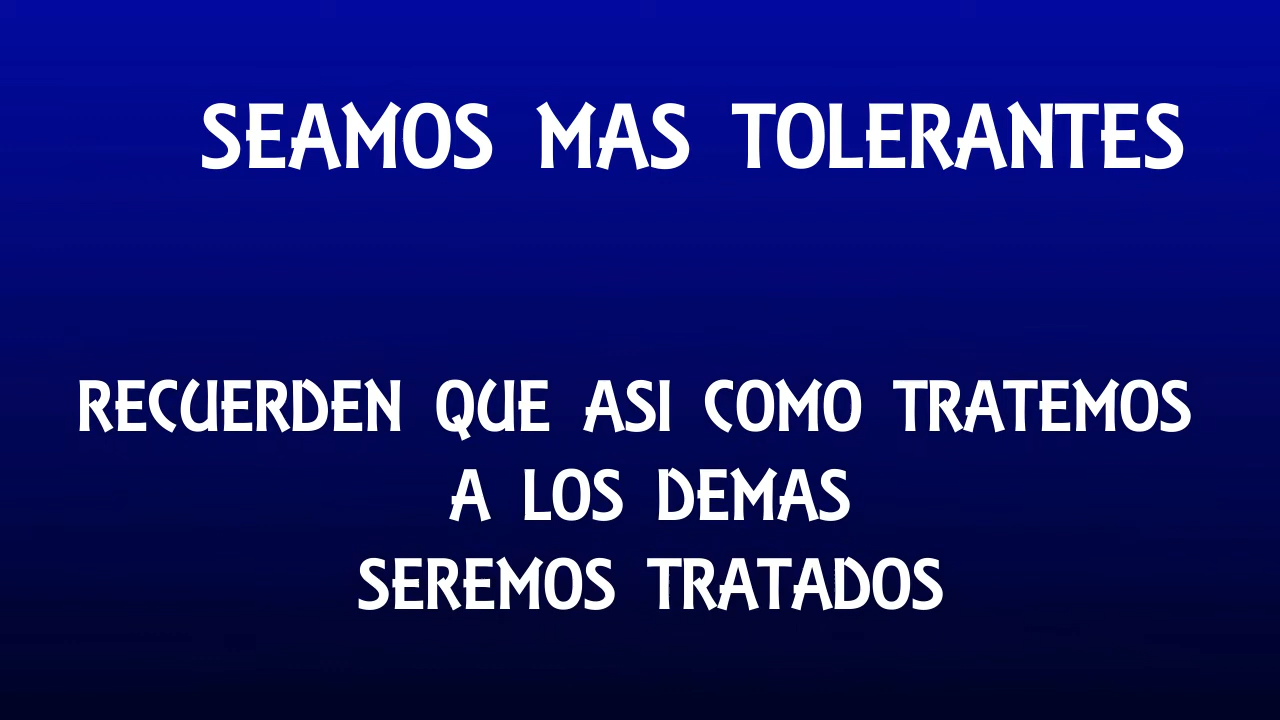 SEAMOS MAS TOLERANTES
RECUERDEN QUE ASI COMO TRATEMOS
A LOS DEMAS
SEREMOS TRATADOS